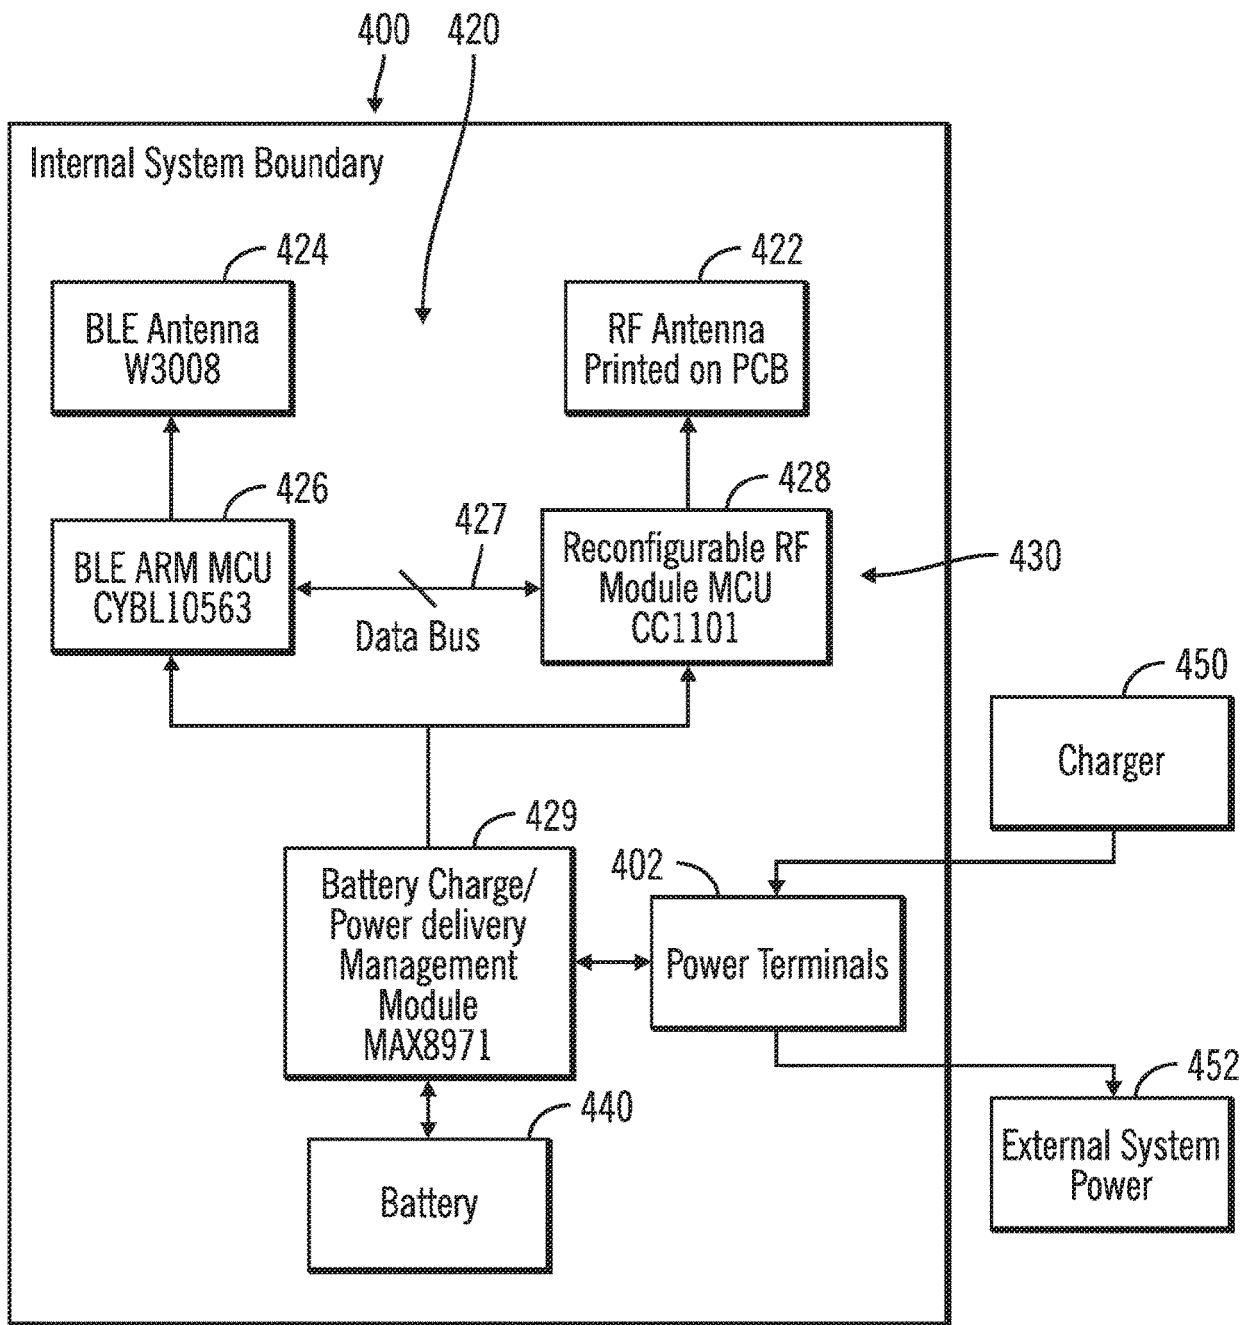 400
420
Internal System Boundary
424
422
BLE Antenna
W3008
RF Antenna
Printed on PCB
426
427
428
BLE ARM MCU
CYBL10563
Data Bus
Reconfigurable RF
Module MCU
CC1101
430
450
Charger
429
402
Battery Charge/
Power delivery
Management
Module
MAX8971
Power Terminals
440
Battery
452
External System
Power